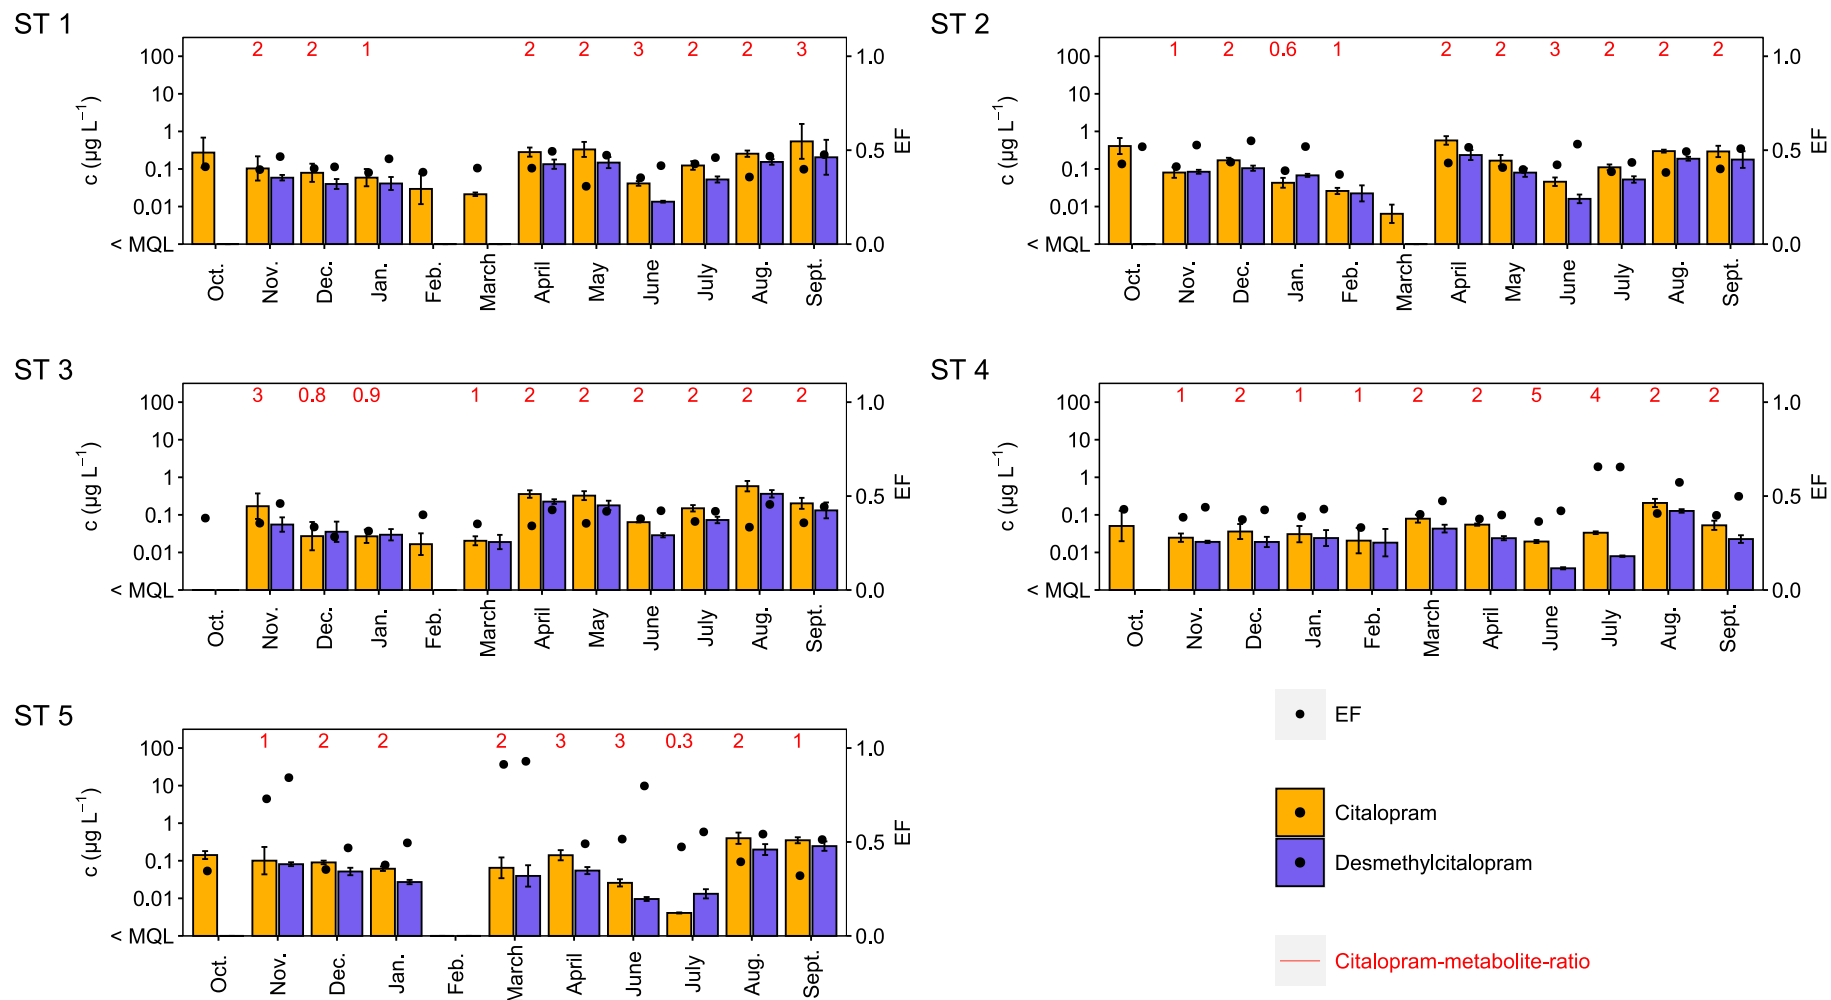 ST 1
2 2 1 2 2 3 2 2 3
100
10
1
0.1
0.01
< MQL
c (µg L⁻¹)
1.0
0.5
0.0
EF
Oct. Nov. Dec. Jan. Feb. March April May June July Aug. Sept.
ST 2
1 2 0.6 1 2 2 3 2 2 2
100
10
1
0.1
0.01
< MQL
c (µg L⁻¹)
1.0
0.5
0.0
EF
Oct. Nov. Dec. Jan. Feb. March April May June July Aug. Sept.
ST 3
3 0.8 0.9 1 2 2 2 2 2 2
100
10
1
0.1
0.01
< MQL
c (µg L⁻¹)
1.0
0.5
0.0
EF
Oct. Nov. Dec. Jan. Feb. March April May June July Aug. Sept.
ST 4
1 2 1 1 2 2 5 4 2 2
100
10
1
0.1
0.01
< MQL
c (µg L⁻¹)
1.0
0.5
0.0
EF
Oct. Nov. Dec. Jan. Feb. March April June July Aug. Sept.
ST 5
1 2 2 2 3 3 0.3 2 1
100
10
1
0.1
0.01
< MQL
c (µg L⁻¹)
1.0
0.5
0.0
EF
Oct. Nov. Dec. Jan. Feb. March April June July Aug. Sept.
EF
Citalopram
Desmethylcitalopram
Citalopram-metabolite-ratio